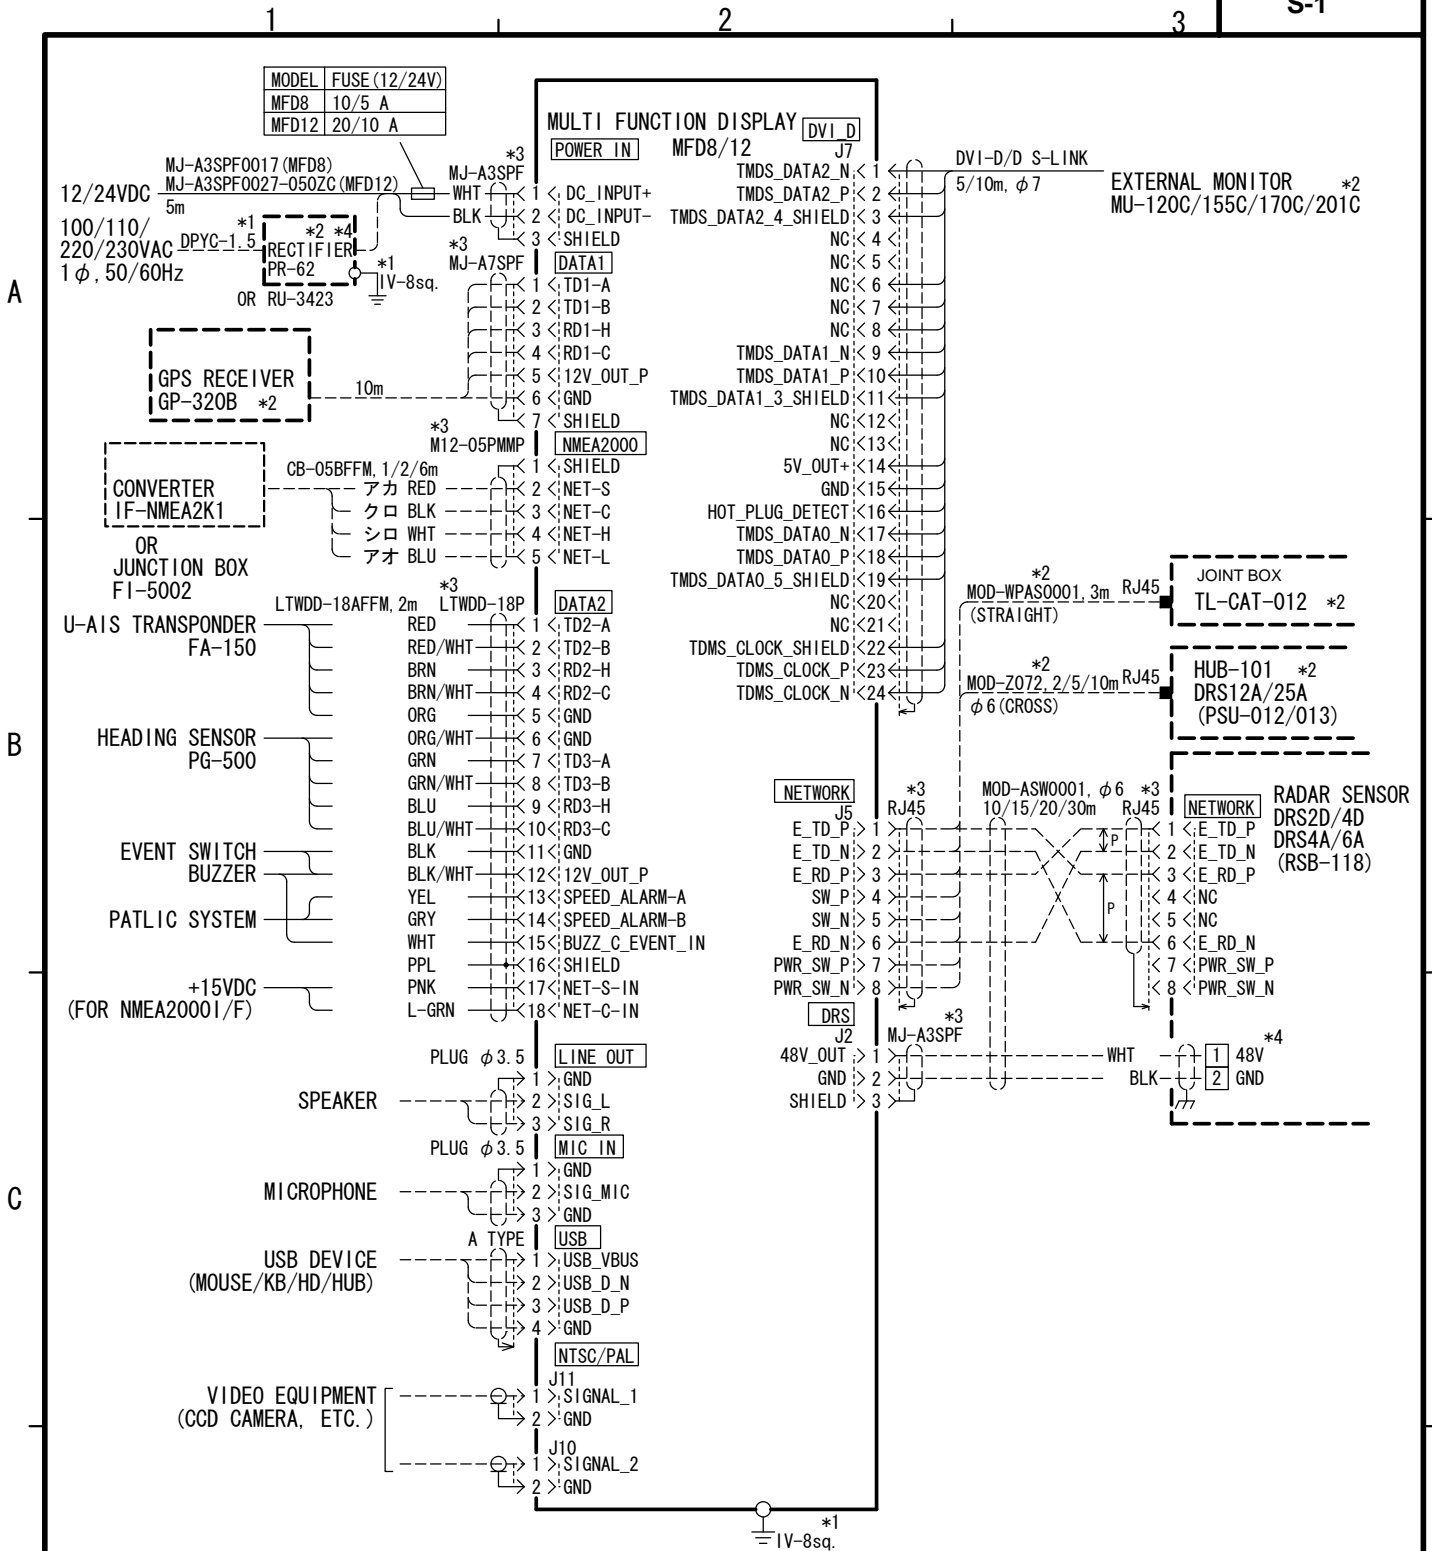 S-1
1 2 3
A
B
C
MODEL FUSE(12/24V)
MFD8 10/5 A
MFD12 20/10 A
MJ-A3SPF0017(MFD8)
MJ-A3SPF0027-050ZC(MFD12)
12/24VDC
5m
100/110/
220/230VAC
1φ,50/60Hz
*1
DPYC-1.5
*2 *4
RECTIFIER
PR-62
OR RU-3423
*1
IV-8sq.
MULTI FUNCTION DISPLAY
MFD8/12
*3
MJ-A3SPF
POWER IN
WHT 1 DC_INPUT+
BLK 2 DC_INPUT-
3 SHIELD
*3
MJ-A7SPF
DATA1
1 TD1-A
2 TD1-B
3 RD1-H
4 RD1-C
5 12V_OUT_P
6 GND
7 SHIELD
GPS RECEIVER
GP-320B *2
10m
*3
M12-05PMMP
NMEA2000
CB-05BFFM,1/2/6m
1 SHIELD
アカ RED 2 NET-S
クロ BLK 3 NET-C
シロ WHT 4 NET-H
アオ BLU 5 NET-L
CONVERTER
IF-NMEA2K1
OR
JUNCTION BOX
FI-5002
LTWDD-18AFFM,2m
*3
LTWDD-18P
DATA2
U-AIS TRANSPONDER
FA-150
HEADING SENSOR
PG-500
EVENT SWITCH
BUZZER
PATLIC SYSTEM
+15VDC
(FOR NMEA2000I/F)
RED 1 TD2-A
RED/WHT 2 TD2-B
BRN 3 RD2-H
BRN/WHT 4 RD2-C
ORG 5 GND
ORG/WHT 6 GND
GRN 7 TD3-A
GRN/WHT 8 TD3-B
BLU 9 RD3-H
BLU/WHT 10 RD3-C
BLK 11 GND
BLK/WHT 12 12V_OUT_P
YEL 13 SPEED_ALARM-A
GRY 14 SPEED_ALARM-B
WHT 15 BUZZ_C_EVENT_IN
PPL 16 SHIELD
PNK 17 NET-S-IN
L-GRN 18 NET-C-IN
PLUG φ3.5 LINE OUT
SPEAKER
1 GND
2 SIG_L
3 SIG_R
PLUG φ3.5 MIC IN
MICROPHONE
1 GND
2 SIG_MIC
3 GND
A TYPE USB
USB DEVICE
(MOUSE/KB/HD/HUB)
1 USB_VBUS
2 USB_D_N
3 USB_D_P
4 GND
NTSC/PAL
VIDEO EQUIPMENT
(CCD CAMERA, ETC.)
J11
1 SIGNAL_1
2 GND
J10
1 SIGNAL_2
2 GND
*1
IV-8sq.
DVI_D
J7
TMDS_DATA2_N 1
TMDS_DATA2_P 2
TMDS_DATA2_4_SHIELD 3
NC 4
NC 5
NC 6
NC 7
NC 8
TMDS_DATA1_N 9
TMDS_DATA1_P 10
TMDS_DATA1_3_SHIELD 11
NC 12
NC 13
5V_OUT+ 14
GND 15
HOT_PLUG_DETECT 16
TMDS_DATA0_N 17
TMDS_DATA0_P 18
TMDS_DATA0_5_SHIELD 19
NC 20
NC 21
TDMS_CLOCK_SHIELD 22
TDMS_CLOCK_P 23
TDMS_CLOCK_N 24
DVI-D/D S-LINK
5/10m,φ7
EXTERNAL MONITOR *2
MU-120C/155C/170C/201C
*2
MOD-WPAS0001,3m RJ45
(STRAIGHT)
JOINT BOX
TL-CAT-012 *2
*2
MOD-Z072,2/5/10m RJ45
φ6(CROSS)
HUB-101 *2
DRS12A/25A
(PSU-012/013)
NETWORK
J5
*3
RJ45
E_TD_P 1
E_TD_N 2
E_RD_P 3
SW_P 4
SW_N 5
E_RD_N 6
PWR_SW_P 7
PWR_SW_N 8
MOD-ASW0001,φ6
10/15/20/30m
*3
RJ45
P
P
NETWORK
1 E_TD_P
2 E_TD_N
3 E_RD_P
4 NC
5 NC
6 E_RD_N
7 PWR_SW_P
8 PWR_SW_N
RADAR SENSOR
DRS2D/4D
DRS4A/6A
(RSB-118)
DRS
J2
*3
MJ-A3SPF
48V_OUT 1
GND 2
SHIELD 3
*4
WHT 1 48V
BLK 2 GND